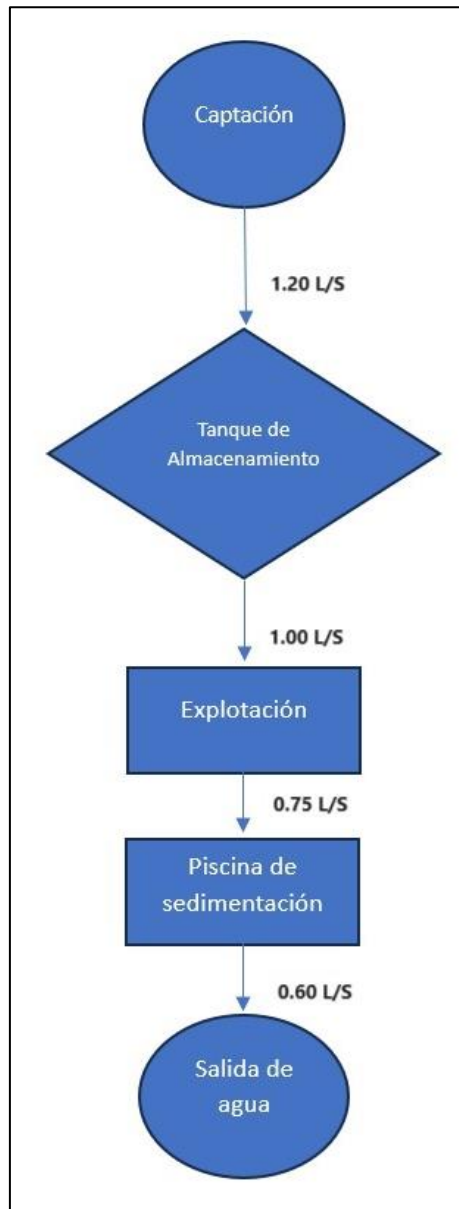 Captación
1.20 L/S
Tanque de
Almacenamiento
1.00 L/S
Explotación
0.75 L/S
Piscina de
sedimentación
0.60 L/S
Salida de
agua